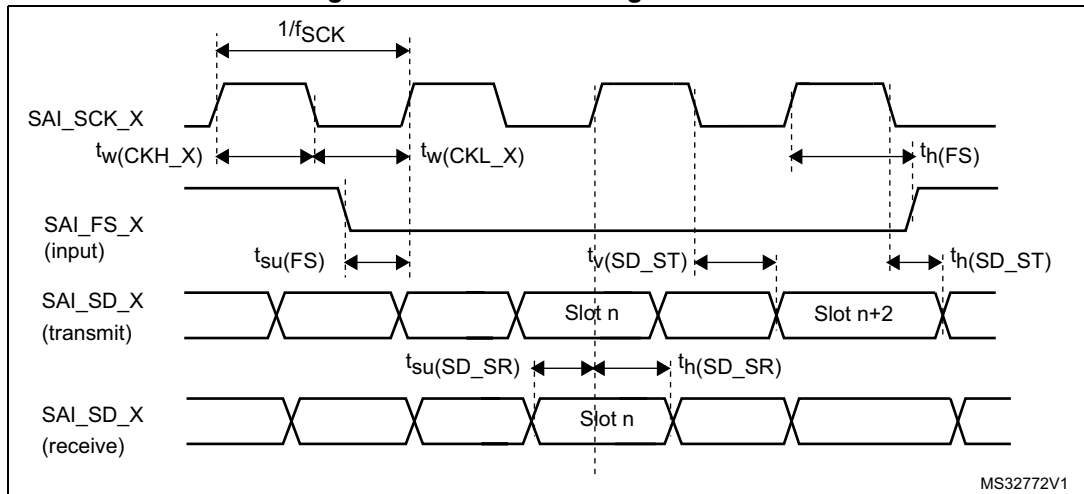 1/fSCK
SAI_SCK_X
tw(CKH_X)
tw(CKL_X)
th(FS)
SAI_FS_X
(input)
tsu(FS)
tv(SD_ST)
th(SD_ST)
SAI_SD_X
(transmit)
Slot n
Slot n+2
tsu(SD_SR)
th(SD_SR)
SAI_SD_X
(receive)
Slot n
MS32772V1